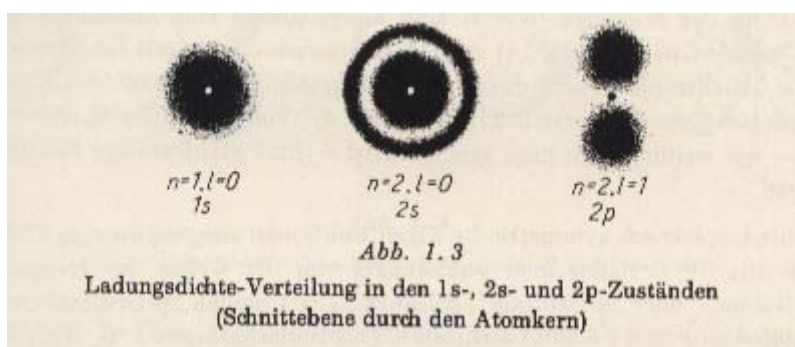 n=1,l=0 n=2,l=0 n=2,l=1
1s 2s 2p
Abb. 1.3
Ladungsdichte-Verteilung in den 1s-, 2s- und 2p-Zuständen
(Schnittebene durch den Atomkern)